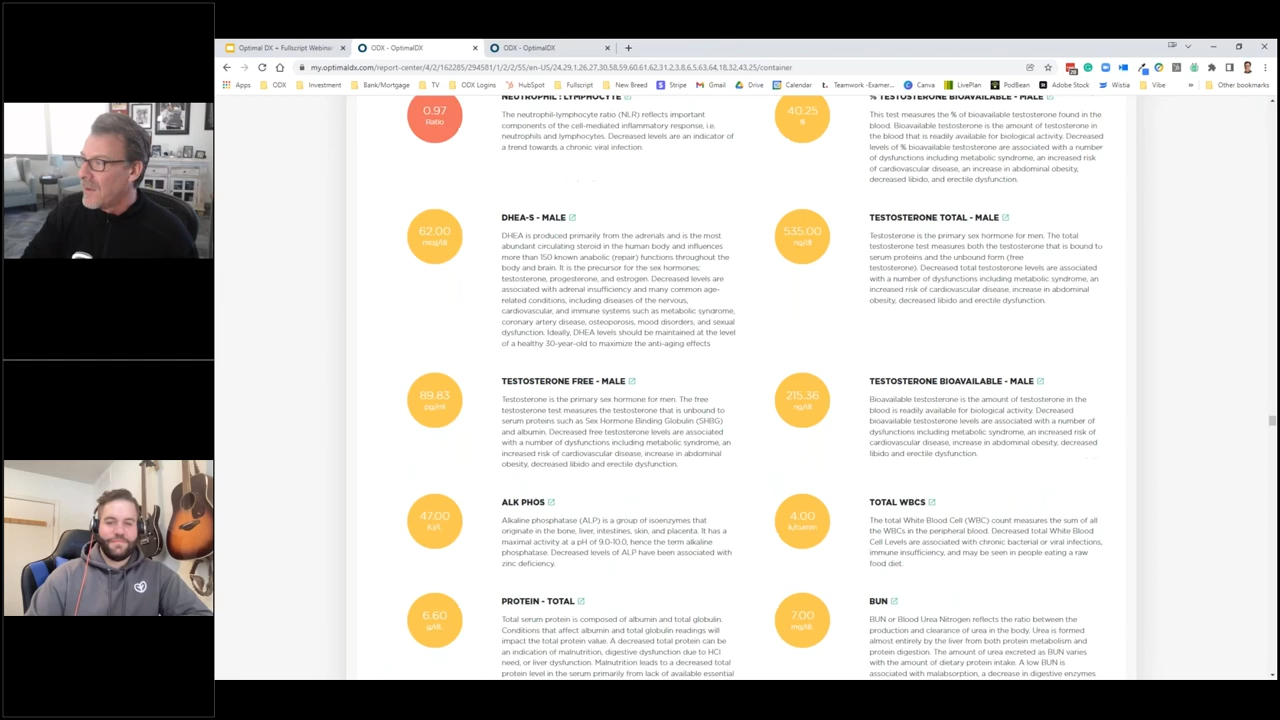 Optimal DX + Fullscript Webina
ODX - OptimalDX
ODX - OptimalDX
my.optimaldx.com/report-center/4/2/162285/294581/1/2/2/55/en-US/24,29,1,26,27,30,58,59,60,61,62,31,2,3,8,6,5,63,64,18,32,43,25/container
Apps
ODX
Investment
Bank/Mortgage
TV
ODX Logins
HubSpot
Fullscript
New Breed
Stripe
Gmail
Drive
Calendar
Teamwork -Examer...
Canva
LivePlan
PodBean
Adobe Stock
Wistia
Vibe
Other bookmarks
0.97
Ratio
NEUTROPHIL : LYMPHOCYTE
The neutrophil-lymphocyte ratio (NLR) reflects important
components of the cell-mediated inflammatory response, i.e.
neutrophils and lymphocytes. Decreased levels are an indicator of
a trend towards a chronic viral infection.
40.25
%
% TESTOSTERONE BIOAVAILABLE - MALE
This test measures the % of bioavailable testosterone found in the
blood. Bioavailable testosterone is the amount of testosterone in
the blood that is readily available for biological activity. Decreased
levels of % bioavailable testosterone are associated with a number
of dysfunctions including metabolic syndrome, an increased risk
of cardiovascular disease, an increase in abdominal obesity,
decreased libido, and erectile dysfunction.
62.00
DHEA-S - MALE
DHEA is produced primarily from the adrenals and is the most
abundant circulating steroid in the human body and influences
more than 150 known anabolic (repair) functions throughout the
body and brain. It is the precursor for the sex hormones:
testosterone, progesterone, and estrogen. Decreased levels are
associated with adrenal insufficiency and many common age-
related conditions, including diseases of the nervous,
cardiovascular, and immune systems such as metabolic syndrome,
coronary artery disease, osteoporosis, mood disorders, and sexual
dysfunction. Ideally, DHEA levels should be maintained at the level
of a healthy 30-year-old to maximize the anti-aging effects
535.00
ng/dl
TESTOSTERONE TOTAL - MALE
Testosterone is the primary sex hormone for men. The total
testosterone test measures both the testosterone that is bound to
serum proteins and the unbound form (free
testosterone). Decreased total testosterone levels are associated
with a number of dysfunctions including metabolic syndrome, an
increased risk of cardiovascular disease, increase in abdominal
obesity, decreased libido and erectile dysfunction.
89.83
pg/ml
TESTOSTERONE FREE - MALE
Testosterone is the primary sex hormone for men. The free
testosterone test measures the testosterone that is unbound to
serum proteins such as Sex Hormone Binding Globulin (SHBG)
and albumin. Decreased free testosterone levels are associated
with a number of dysfunctions including metabolic syndrome, an
increased risk of cardiovascular disease, increase in abdominal
obesity, decreased libido and erectile dysfunction.
215.36
ng/dl
TESTOSTERONE BIOAVAILABLE - MALE
Bioavailable testosterone is the amount of testosterone in the
blood is readily available for biological activity. Decreased
bioavailable testosterone levels are associated with a number of
dysfunctions including metabolic syndrome, an increased risk of
cardiovascular disease, increase in abdominal obesity, decreased
libido and erectile dysfunction.
47.00
ALK PHOS
Alkaline phosphatase (ALP) is a group of isoenzymes that
originate in the bone, liver, intestines, skin, and placenta. It has a
maximal activity at a pH of 9.0-10.0, hence the term alkaline
phosphatase. Decreased levels of ALP have been associated with
zinc deficiency.
4.00
k/cumm
TOTAL WBCS
The total White Blood Cell (WBC) count measures the sum of all
the WBCs in the peripheral blood. Decreased total White Blood
Cell Levels are associated with chronic bacterial or viral infections,
immune insufficiency, and may be seen in people eating a raw
food diet.
6.60
g/dl
PROTEIN - TOTAL
Total serum protein is composed of albumin and total globulin.
Conditions that affect albumin and total globulin readings will
impact the total protein value. A decreased total protein can be
an indication of malnutrition, digestive dysfunction due to HCl
need, or liver dysfunction. Malnutrition leads to a decreased total
protein level in the serum primarily from lack of available essential
7.00
mg/dl
BUN
BUN or Blood Urea Nitrogen reflects the ratio between the
production and clearance of urea in the body. Urea is formed
almost entirely by the liver from both protein metabolism and
protein digestion. The amount of urea excreted as BUN varies
with the amount of dietary protein intake. A low BUN is
associated with malabsorption, a decrease in digestive enzymes